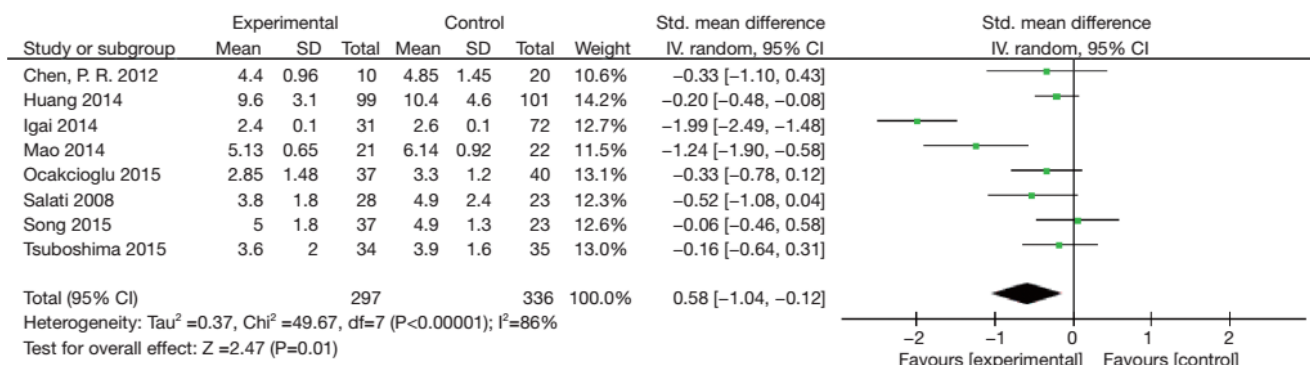 Experimental Control Std. mean difference Std. mean difference
Study or subgroup Mean SD Total Mean SD Total Weight IV. random, 95% CI IV. random, 95% CI
Chen, P. R. 2012 4.4 0.96 10 4.85 1.45 20 10.6% −0.33 [−1.10, 0.43]
Huang 2014 9.6 3.1 99 10.4 4.6 101 14.2% −0.20 [−0.48, −0.08]
Igai 2014 2.4 0.1 31 2.6 0.1 72 12.7% −1.99 [−2.49, −1.48]
Mao 2014 5.13 0.65 21 6.14 0.92 22 11.5% −1.24 [−1.90, −0.58]
Ocakcioglu 2015 2.85 1.48 37 3.3 1.2 40 13.1% −0.33 [−0.78, 0.12]
Salati 2008 3.8 1.8 28 4.9 2.4 23 12.3% −0.52 [−1.08, 0.04]
Song 2015 5 1.8 37 4.9 1.3 23 12.6% −0.06 [−0.46, 0.58]
Tsuboshima 2015 3.6 2 34 3.9 1.6 35 13.0% −0.16 [−0.64, 0.31]
Total (95% CI) 297 336 100.0% 0.58 [−1.04, −0.12]
Heterogeneity: Tau² =0.37, Chi² =49.67, df=7 (P<0.00001); I²=86%
Test for overall effect: Z =2.47 (P=0.01)
−2 −1 0 1 2
Favours [experimental] Favours [control]